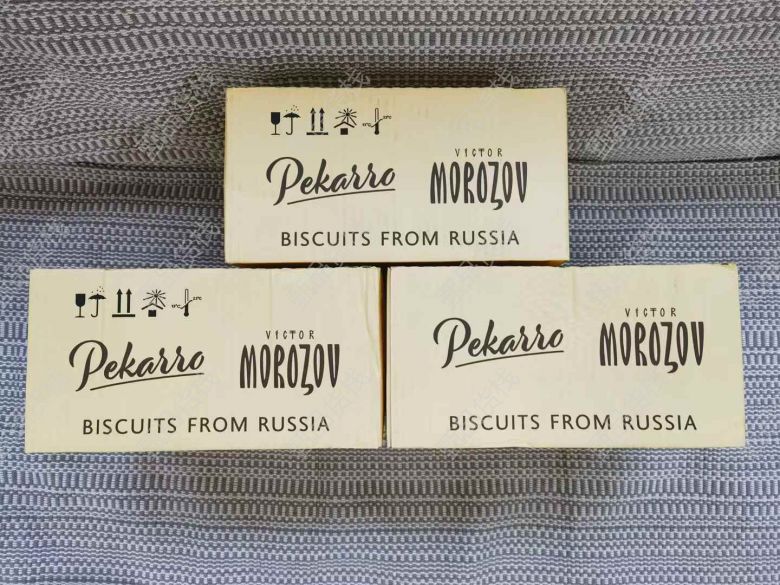 Pekarro
VICTOR
MOROZOV
BISCUITS FROM RUSSIA
Pekarro
VICTOR
MOROZOV
BISCUITS FROM RUSSIA
Pekarro
VICTOR
MOROZOV
BISCUITS FROM RUSSIA